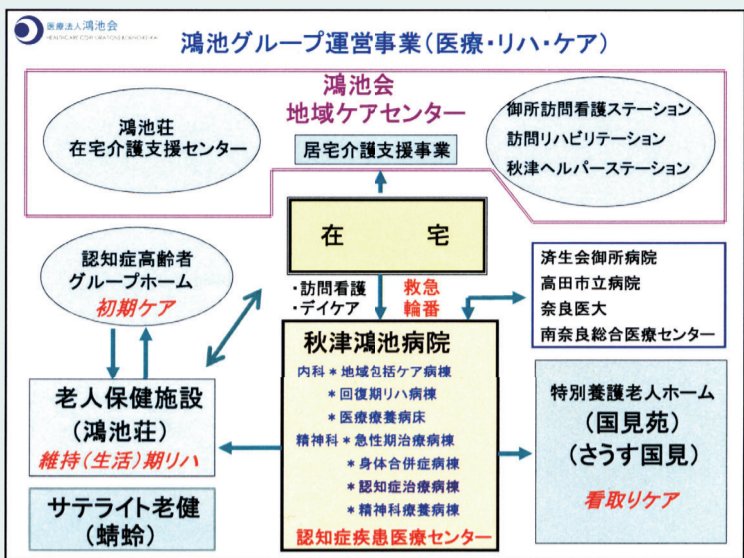 医療法人鴻池会
鴻池グループ運営事業(医療・リハ・ケア)
鴻池会
地域ケアセンター
鴻池荘
在宅介護支援センター
居宅介護支援事業
御所訪問看護ステーション
訪問リハビリテーション
秋津ヘルパーステーション
在 宅
認知症高齢者
グループホーム
初期ケア
・訪問看護
・デイケア
救急
輪番
済生会御所病院
高田市立病院
奈良医大
南奈良総合医療センター
秋津鴻池病院
内科*地域包括ケア病棟
*回復期リハ病棟
*医療療養病床
精神科*急性期治療病棟
*身体合併症病棟
*認知症治療病棟
*精神科療養病棟
認知症疾患医療センター
老人保健施設
(鴻池荘)
維持(生活)期リハ
サテライト老健
(蜻蛉)
特別養護老人ホーム
(国見苑)
(さうす国見)
看取りケア